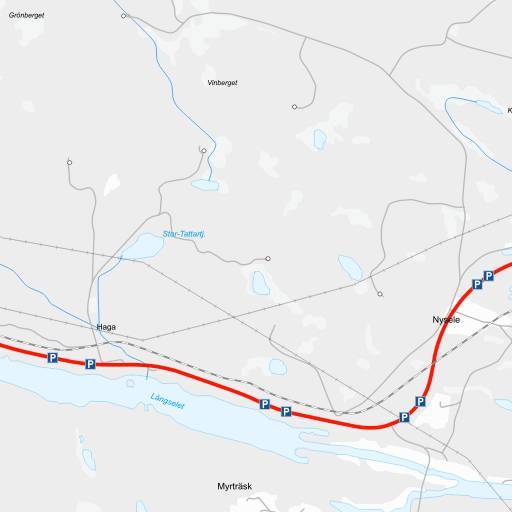 Grönberget
Vinberget
K
Stor-Tattartj.
Haga
Nysele
P
P
P
P
P
P
P
P
Långselet
Myrträsk